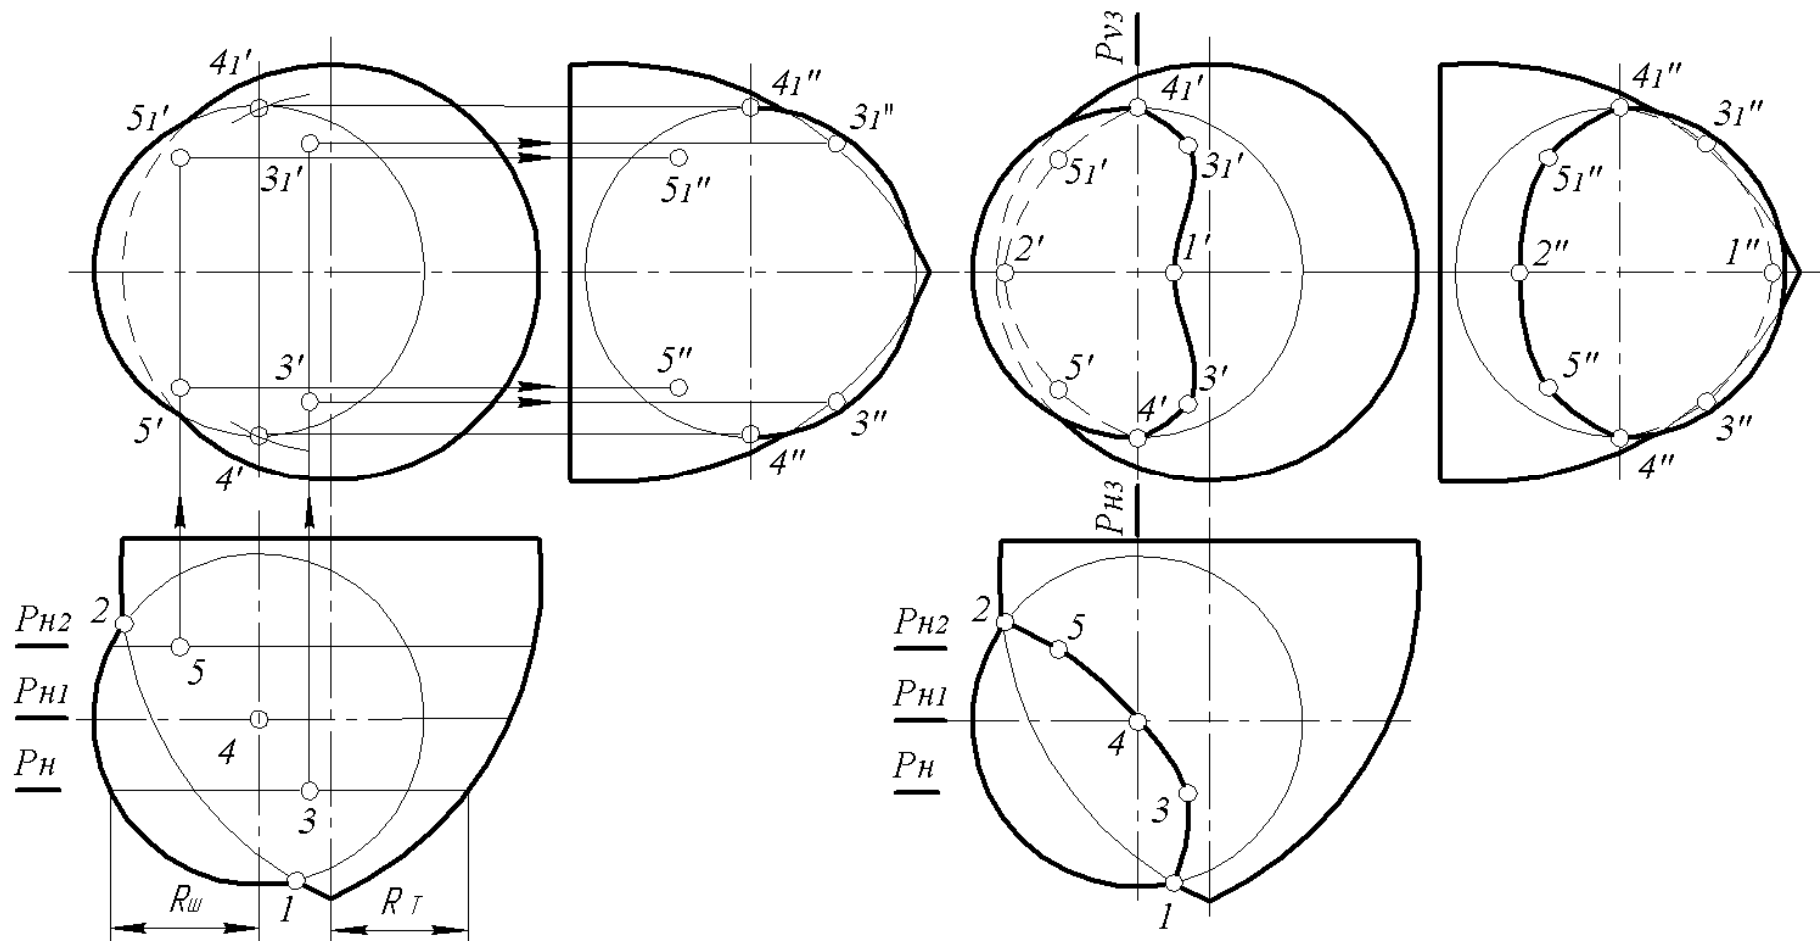 Pv3
41' 41" 41' 41"
51' 31" 31"
31' 51" 51' 31' 51"
2' 1' 2" 1"
3' 5" 5' 3' 5"
5' 3" 4' 3"
4' 4" 4"
Pн3
2 2
Pн2 5 Pн2 5
Pн1 4 Pн1 4
Pн 3 Pн 3
Rш 1 R т 1